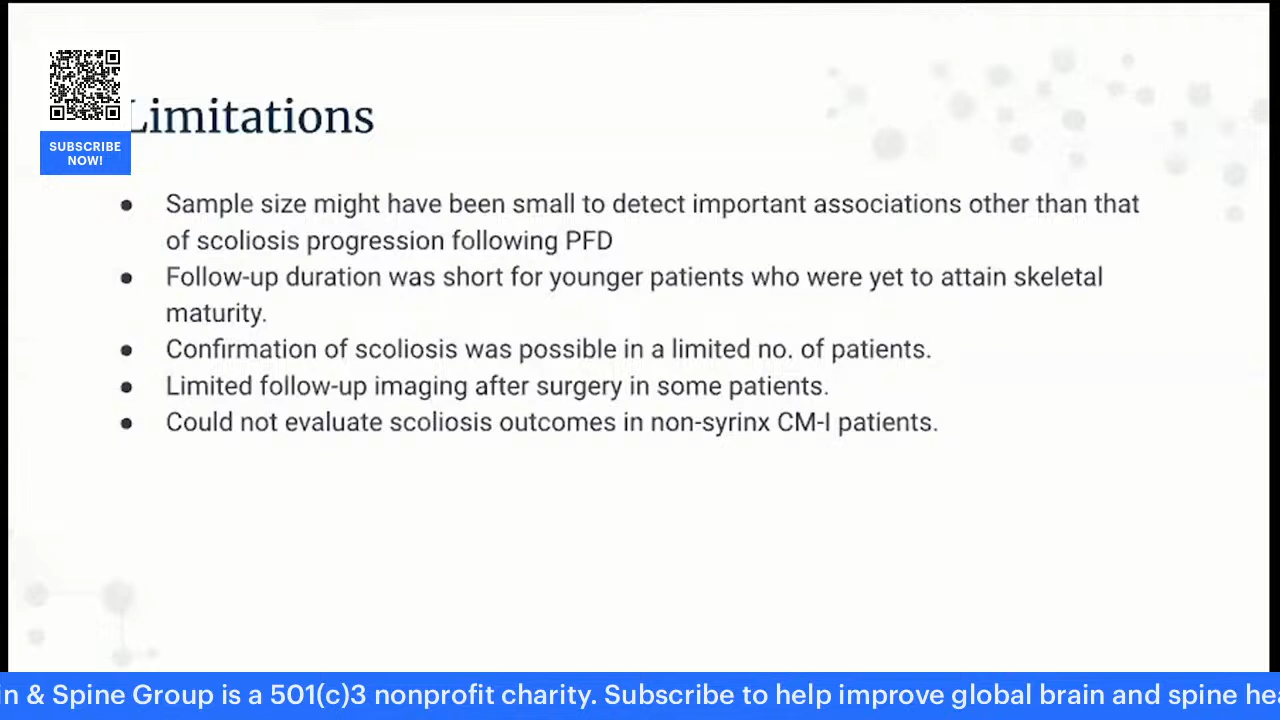 Limitations
SUBSCRIBE
NOW!
● Sample size might have been small to detect important associations other than that
of scoliosis progression following PFD
● Follow-up duration was short for younger patients who were yet to attain skeletal
maturity.
● Confirmation of scoliosis was possible in a limited no. of patients.
● Limited follow-up imaging after surgery in some patients.
● Could not evaluate scoliosis outcomes in non-syrinx CM-I patients.
& Spine Group is a 501(c)3 nonprofit charity. Subscribe to help improve global brain and spine